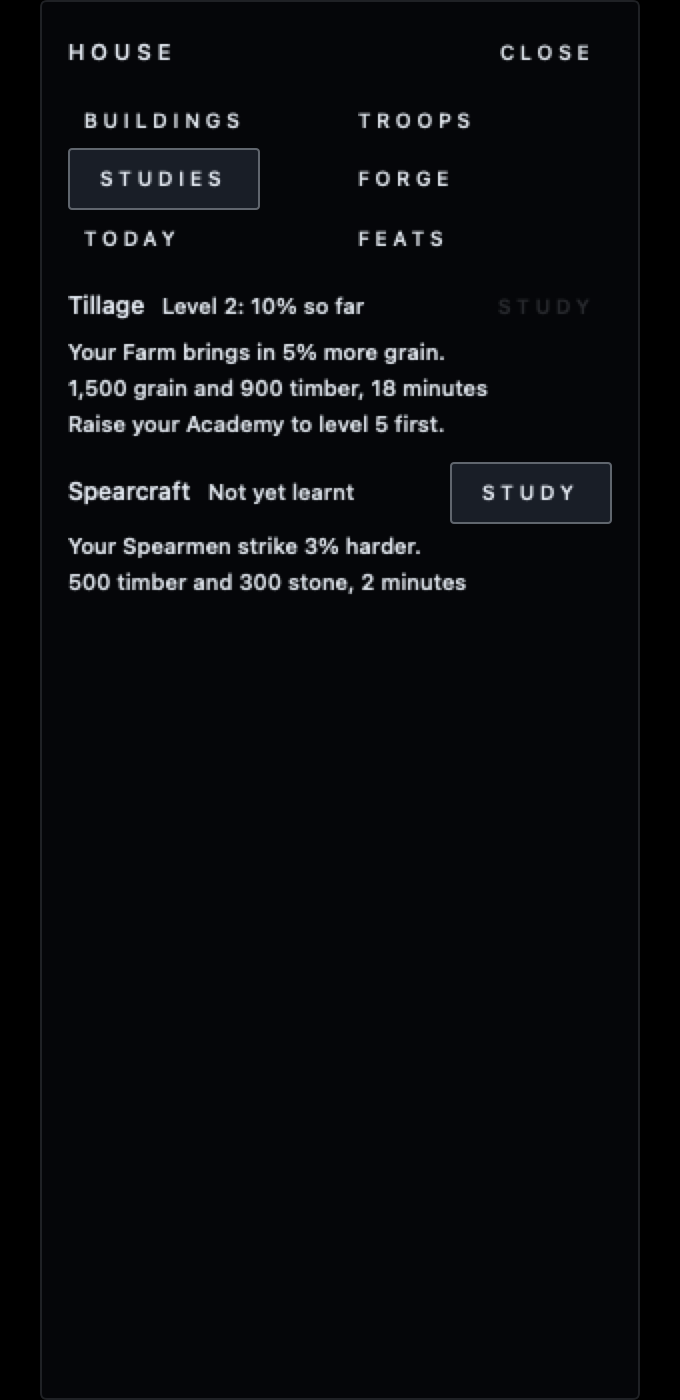 HOUSE CLOSE
BUILDINGS TROOPS
STUDIES FORGE
TODAY FEATS
Tillage Level 2: 10% so far STUDY
Your Farm brings in 5% more grain.
1,500 grain and 900 timber, 18 minutes
Raise your Academy to level 5 first.
Spearcraft Not yet learnt STUDY
Your Spearmen strike 3% harder.
500 timber and 300 stone, 2 minutes